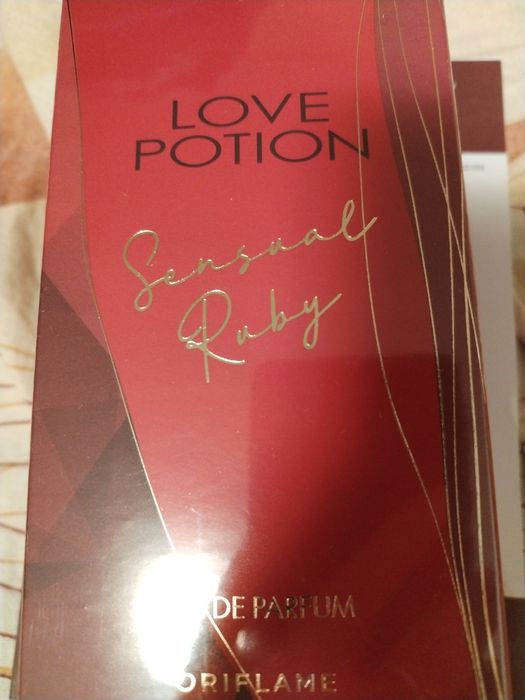 LOVE
POTION
Sensual
Ruby
DE PARFUM
ORIFLAME